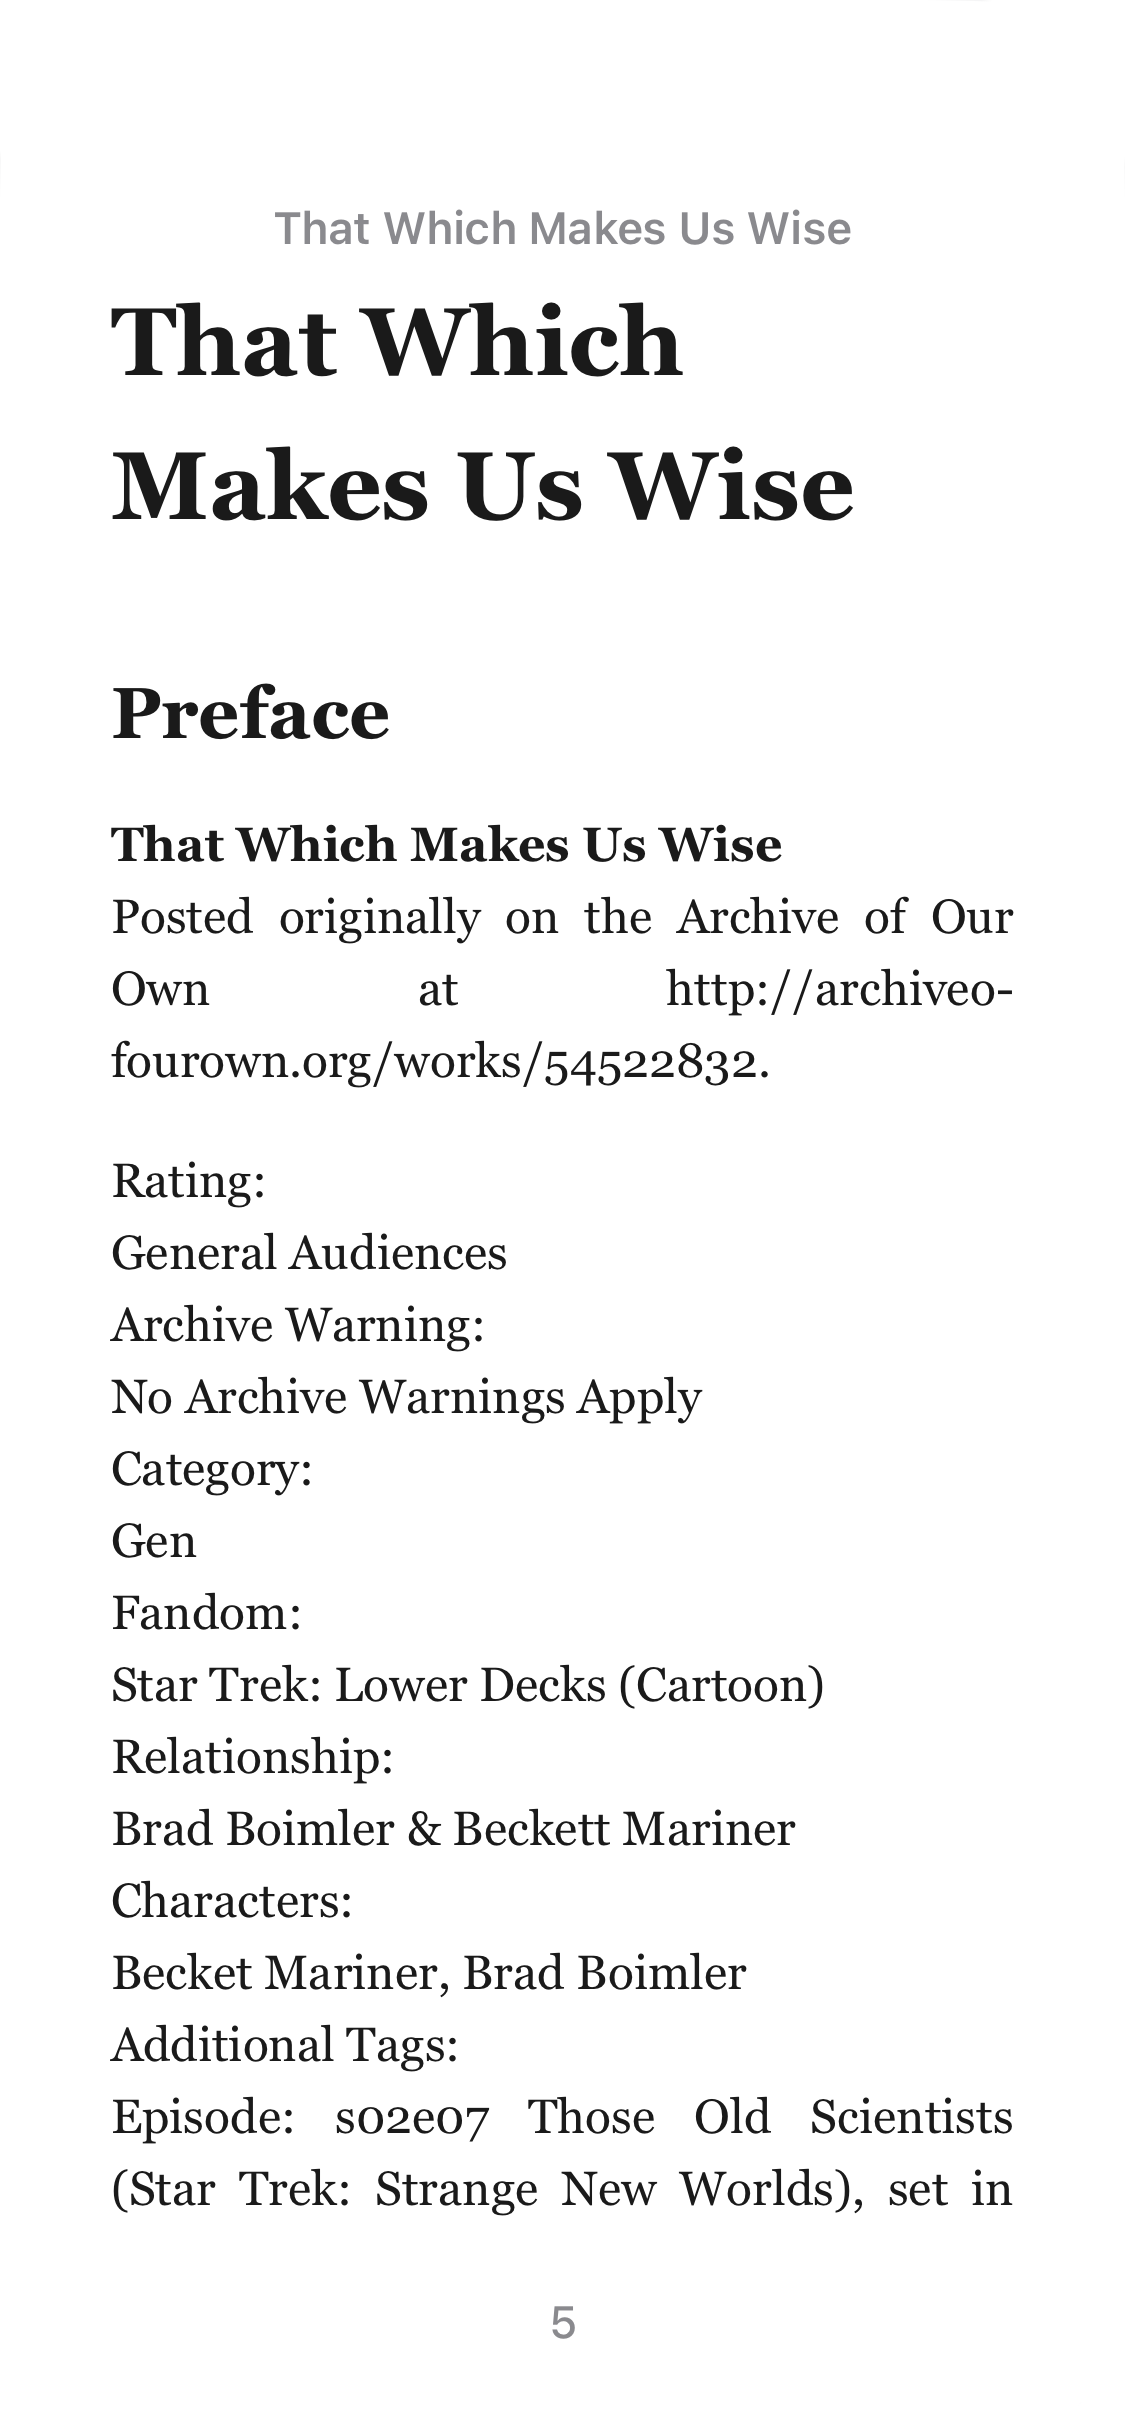 That Which Makes Us Wise
That Which
Makes Us Wise
Preface
That Which Makes Us Wise
Posted originally on the Archive of Our
Own at http://archiveo-
fourown.org/works/54522832.
Rating:
General Audiences
Archive Warning:
No Archive Warnings Apply
Category:
Gen
Fandom:
Star Trek: Lower Decks (Cartoon)
Relationship:
Brad Boimler & Beckett Mariner
Characters:
Becket Mariner, Brad Boimler
Additional Tags:
Episode: s02e07 Those Old Scientists
(Star Trek: Strange New Worlds), set in
5